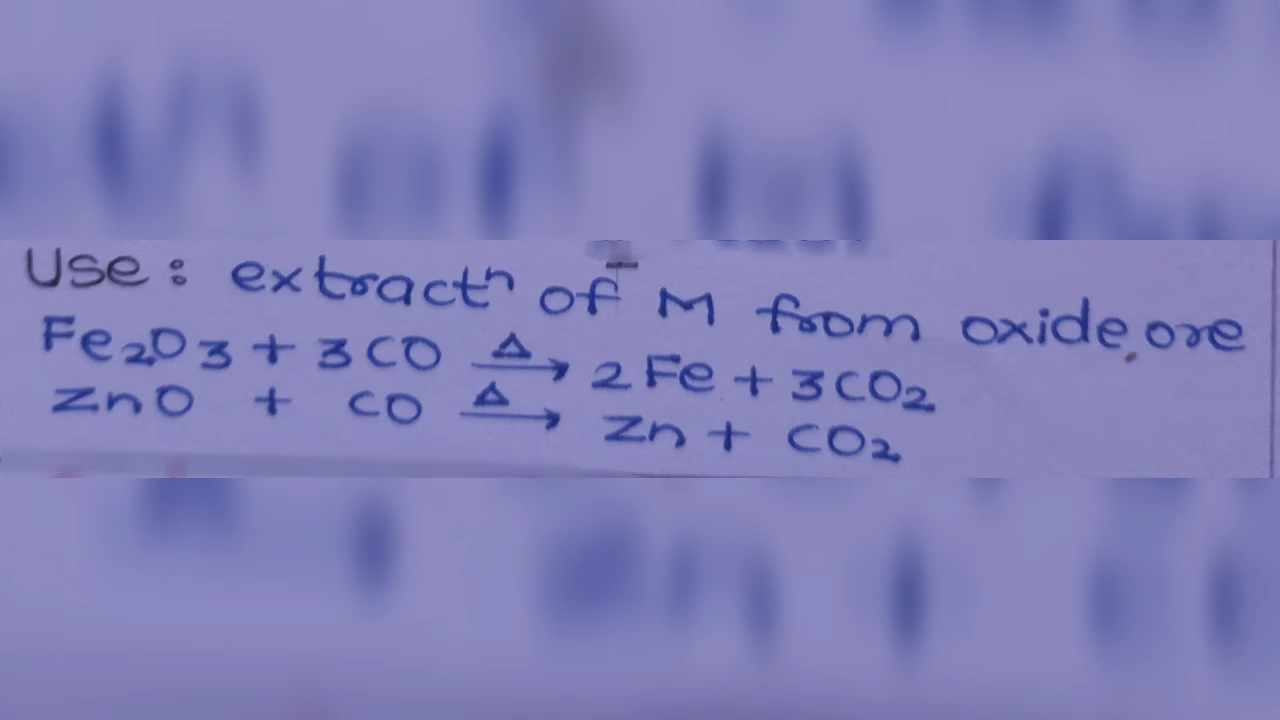 Use: extractⁿ of M from oxide ore
Fe₂O₃ + 3CO →^Δ 2Fe + 3CO₂
ZnO + CO →^Δ Zn + CO₂